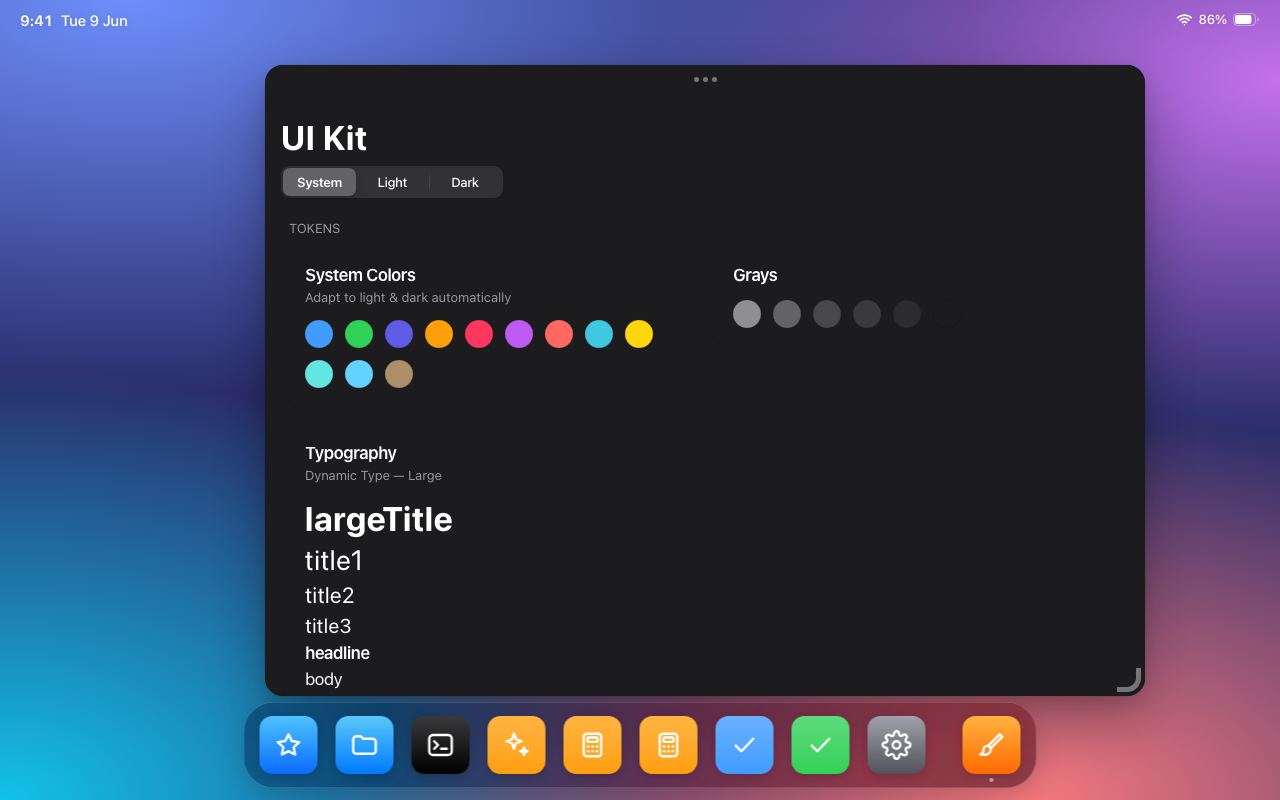 9:41 Tue 9 Jun
86%
UI Kit
System Light Dark
TOKENS
System Colors
Adapt to light & dark automatically
Grays
Typography
Dynamic Type — Large
largeTitle
title1
title2
title3
headline
body